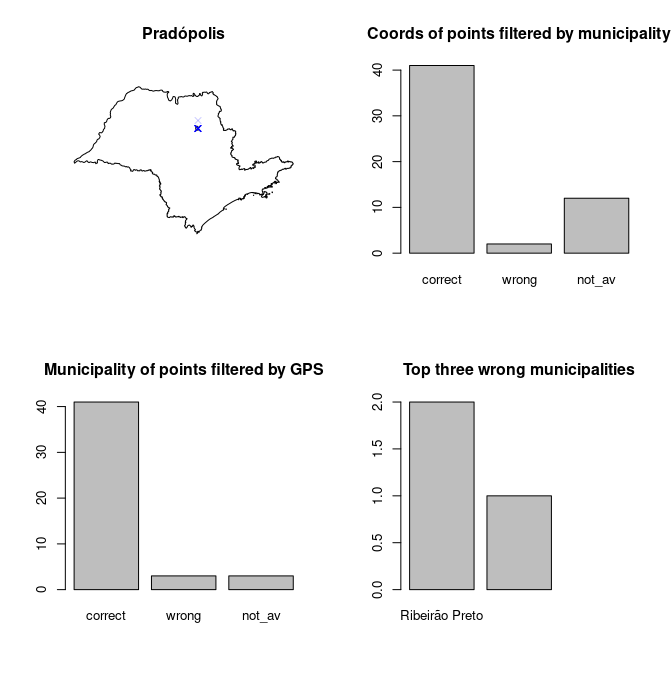 Pradópolis
Coords of points filtered by municipality
40
30
20
10
0
correct wrong not_av
Municipality of points filtered by GPS
40
30
20
10
0
correct wrong not_av
Top three wrong municipalities
2.0
1.5
1.0
0.5
0.0
Ribeirão Preto